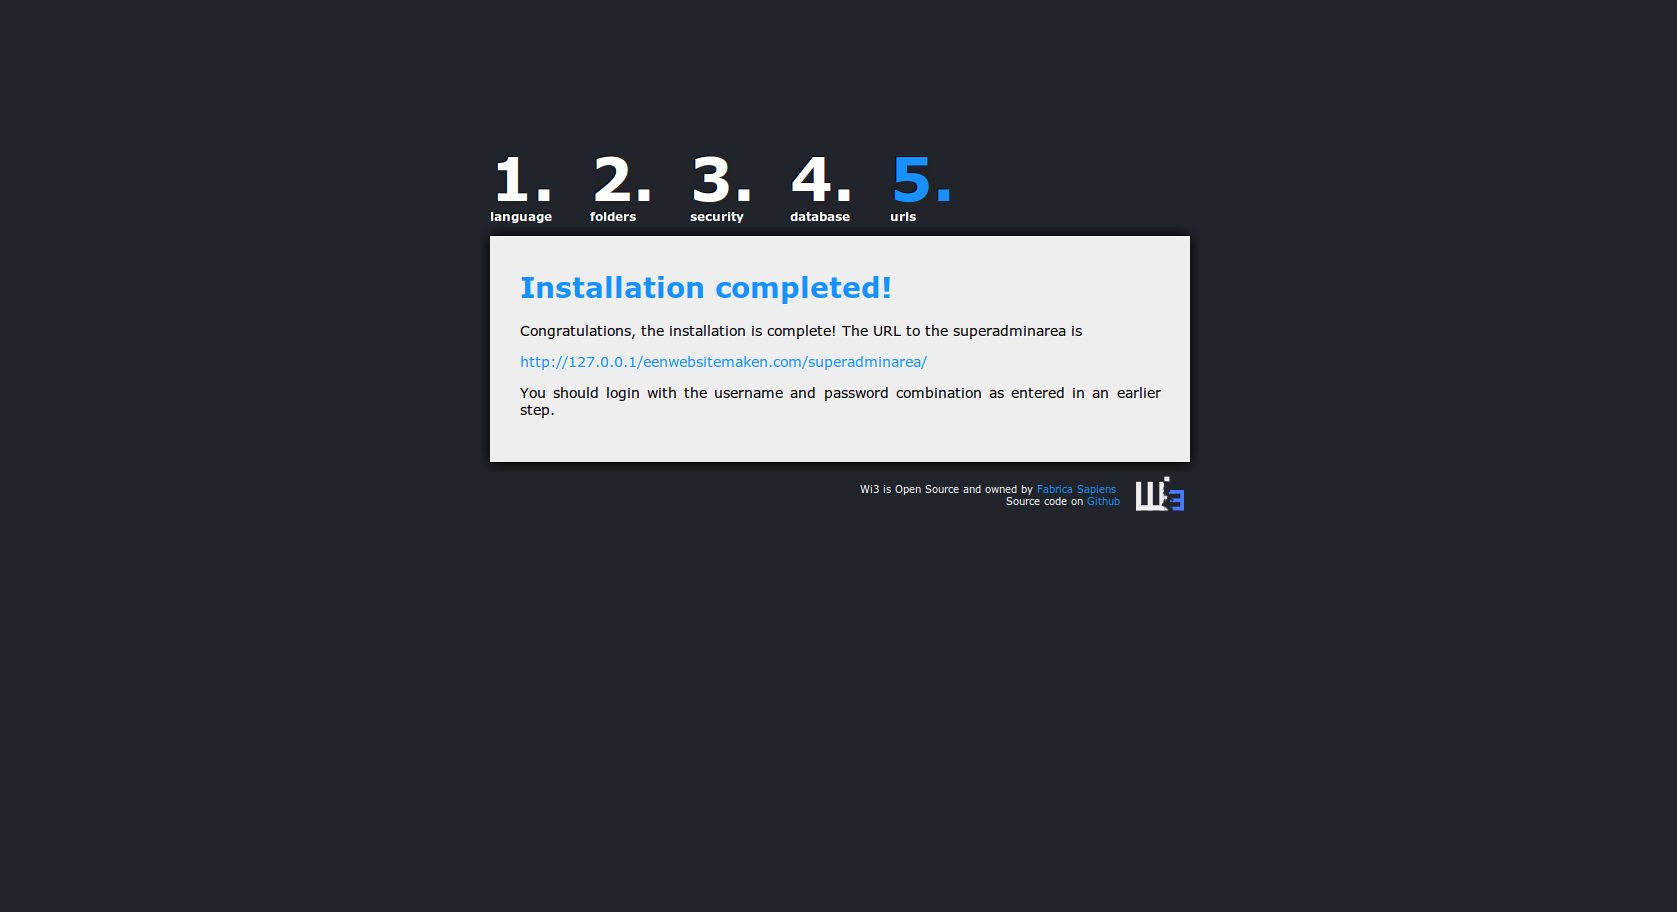 1. 2. 3. 4. 5.
language folders security database urls
Installation completed!
Congratulations, the installation is complete! The URL to the superadminarea is
http://127.0.0.1/eenwebsitemaken.com/superadminarea/
You should login with the username and password combination as entered in an earlier
step.
Wi3 is Open Source and owned by Fabrica Sapiens
Source code on Github
Wi3